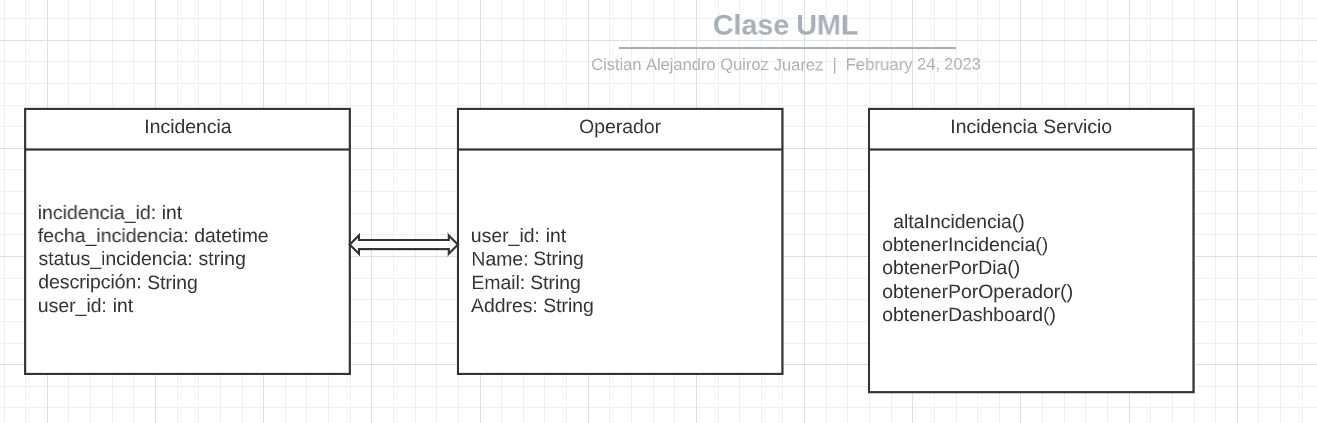 Clase UML
Cistian Alejandro Quiroz Juarez | February 24, 2023
Incidencia
incidencia_id: int
fecha_incidencia: datetime
status_incidencia: string
descripción: String
user_id: int
Operador
user_id: int
Name: String
Email: String
Addres: String
Incidencia Servicio
altaIncidencia()
obtenerIncidencia()
obtenerPorDia()
obtenerPorOperador()
obtenerDashboard()